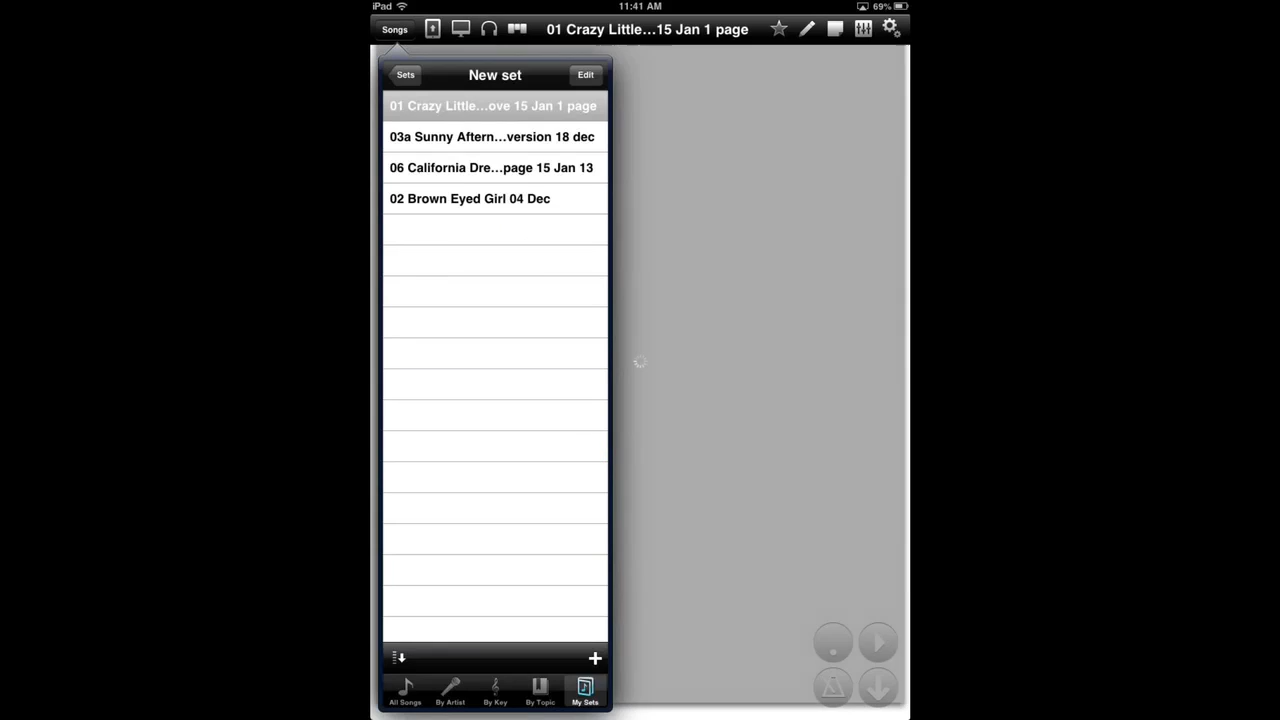 iPad 11:41 AM 69%
Songs 01 Crazy Little...15 Jan 1 page
Sets New set Edit
01 Crazy Little...ove 15 Jan 1 page
03a Sunny Aftern...version 18 dec
06 California Dre...page 15 Jan 13
02 Brown Eyed Girl 04 Dec
All Songs By Artist By Key By Topic My Sets